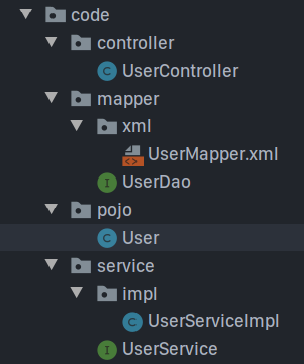 code
controller
C UserController
mapper
xml
<> UserMapper.xml
I UserDao
pojo
C User
service
impl
C UserServiceImpl
I UserService